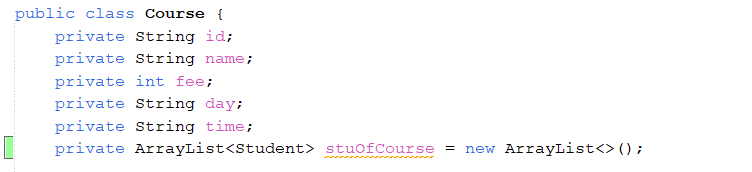 public class Course {
    private String id;
    private String name;
    private int fee;
    private String day;
    private String time;
    private ArrayList<Student> stuOfCourse = new ArrayList<>();